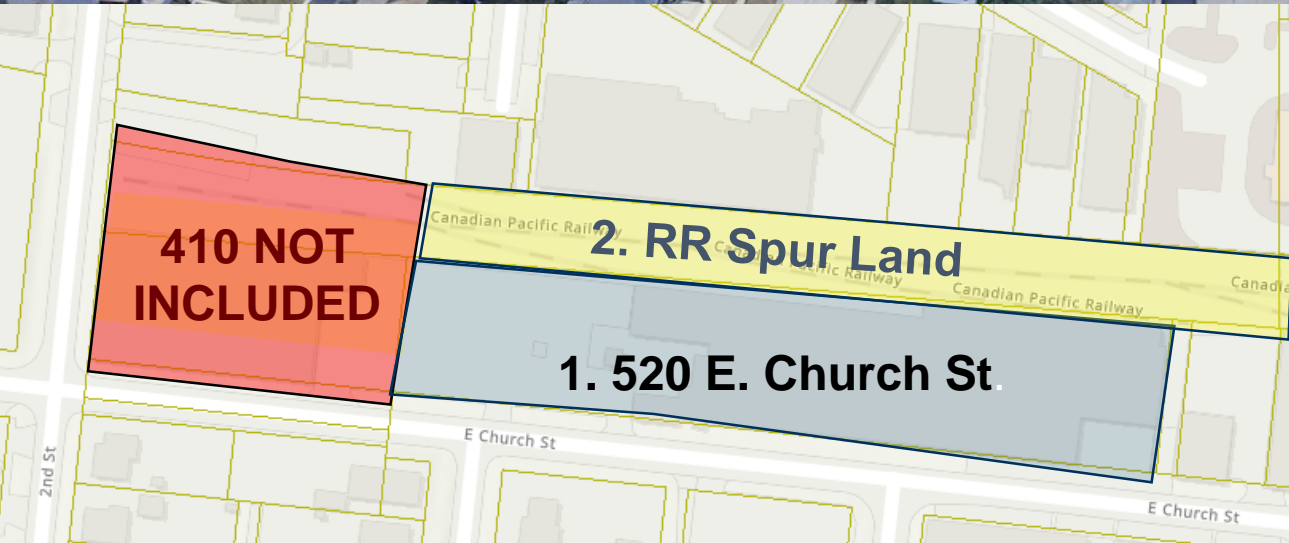 410 NOT
INCLUDED
2. RR Spur Land
Canadian Pacific Railway
Canadian Pacific Railway
Canadian Pacific Railway
Canadia
1. 520 E. Church St.
E Church St
E Church St
2nd St